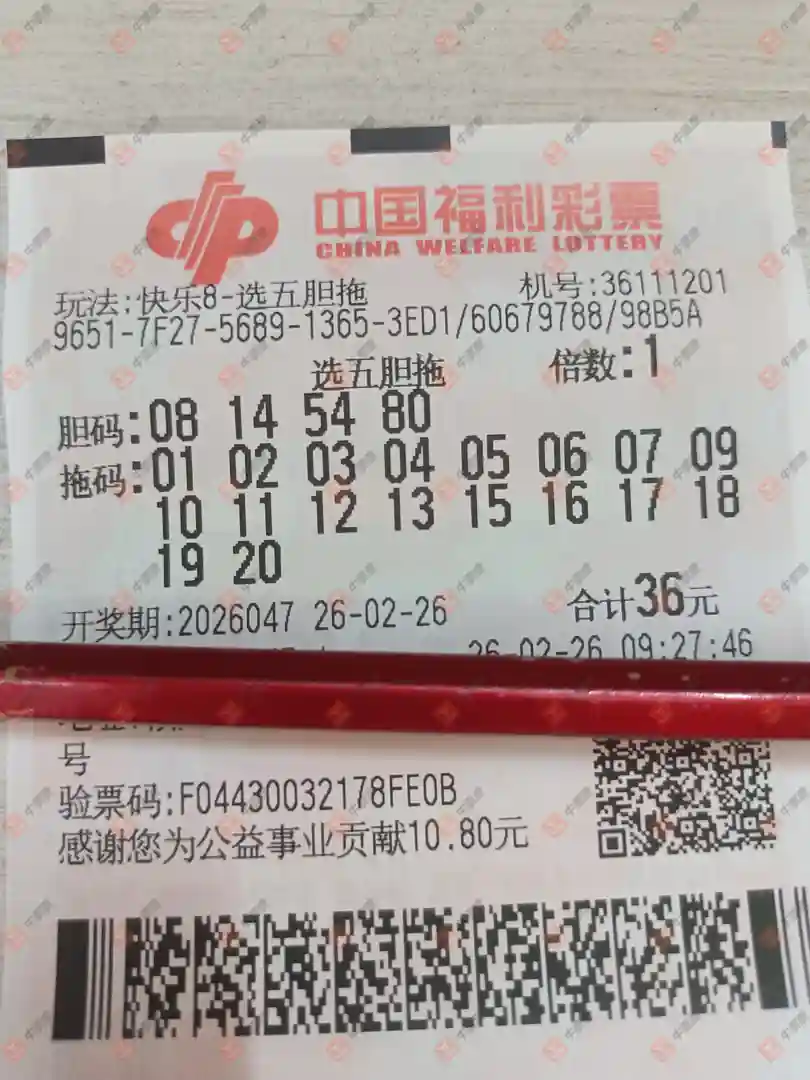 中国福利彩票
CHINA WELFARE LOTTERY
玩法:快乐8-选五胆拖 机号:36111201
9651-7F27-5689-1365-3ED1/60679788/98B5A
选五胆拖 倍数:1
胆码:08 14 54 80
拖码:01 02 03 04 05 06 07 09
10 11 12 13 15 16 17 18
19 20
开奖期:2026047 26-02-26 合计36元
26-02-26 09:27:46
号
验票码:F04430032178FE0B
感谢您为公益事业贡献10.80元